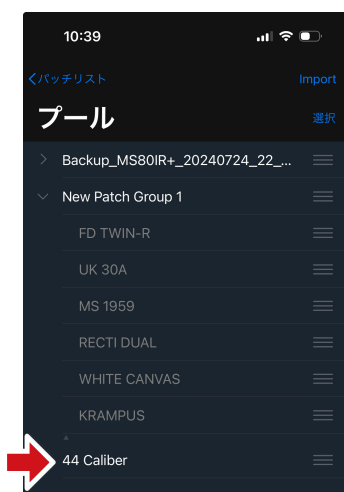 10:39
パッチリスト
Import
プール
選択
Backup_MS80IR+_20240724_22_...
New Patch Group 1
FD TWIN-R
UK 30A
MS 1959
RECTI DUAL
WHITE CANVAS
KRAMPUS
44 Caliber